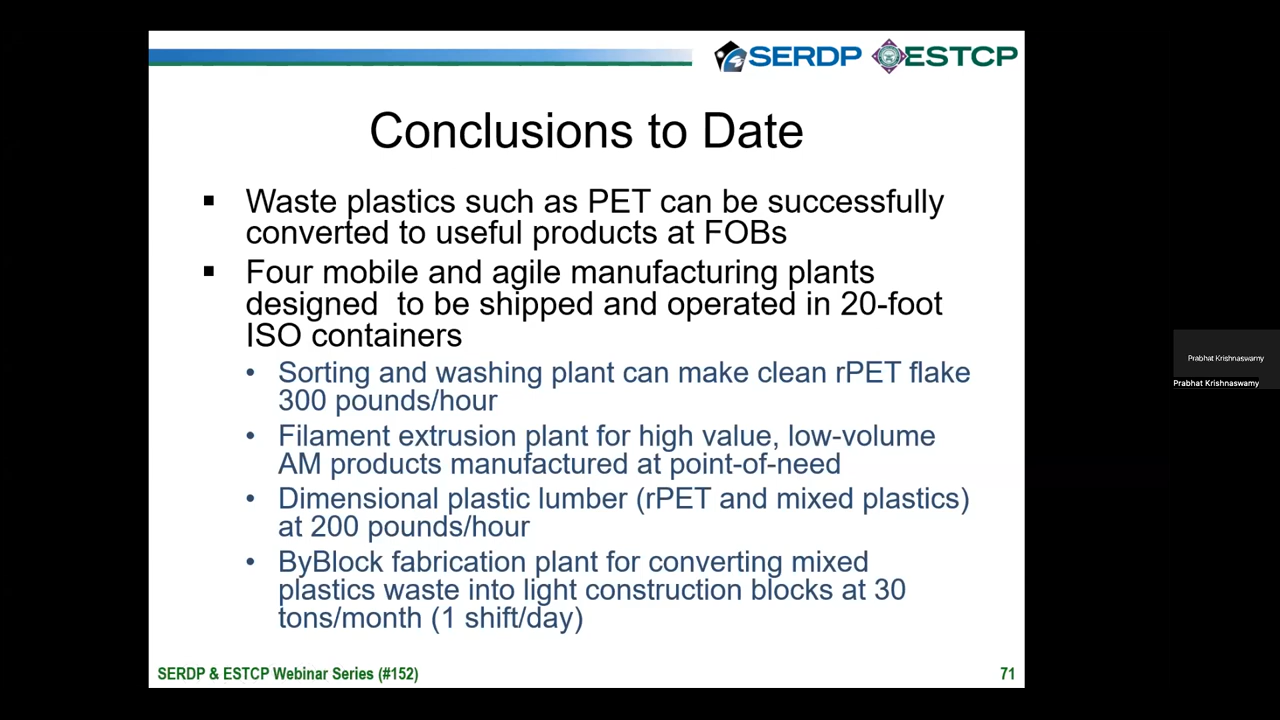 SERDP ESTCP
Conclusions to Date
▪ Waste plastics such as PET can be successfully
converted to useful products at FOBs
▪ Four mobile and agile manufacturing plants
designed  to be shipped and operated in 20-foot
ISO containers
• Sorting and washing plant can make clean rPET flake
300 pounds/hour
• Filament extrusion plant for high value, low-volume
AM products manufactured at point-of-need
• Dimensional plastic lumber (rPET and mixed plastics)
at 200 pounds/hour
• ByBlock fabrication plant for converting mixed
plastics waste into light construction blocks at 30
tons/month (1 shift/day)
SERDP & ESTCP Webinar Series (#152)
71
Prabhat Krishnaswamy
Prabhat Krishnaswamy